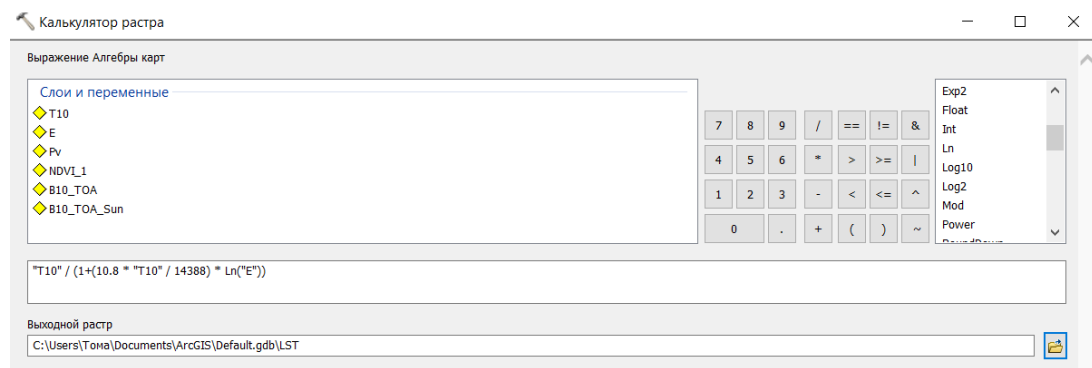 Калькулятор растра
Выражение Алгебры карт
Слои и переменные
T10
E
Pv
NDVI_1
B10_TOA
B10_TOA_Sun
7 8 9 / == != &
4 5 6 * > >= |
1 2 3 - < <= ^
0 . + ( ) ~
Exp2
Float
Int
Ln
Log10
Log2
Mod
Power
RoundDown
"T10" / (1+(10.8 * "T10" / 14388) * Ln("E"))
Выходной растр
C:\Users\Тома\Documents\ArcGIS\Default.gdb\LST